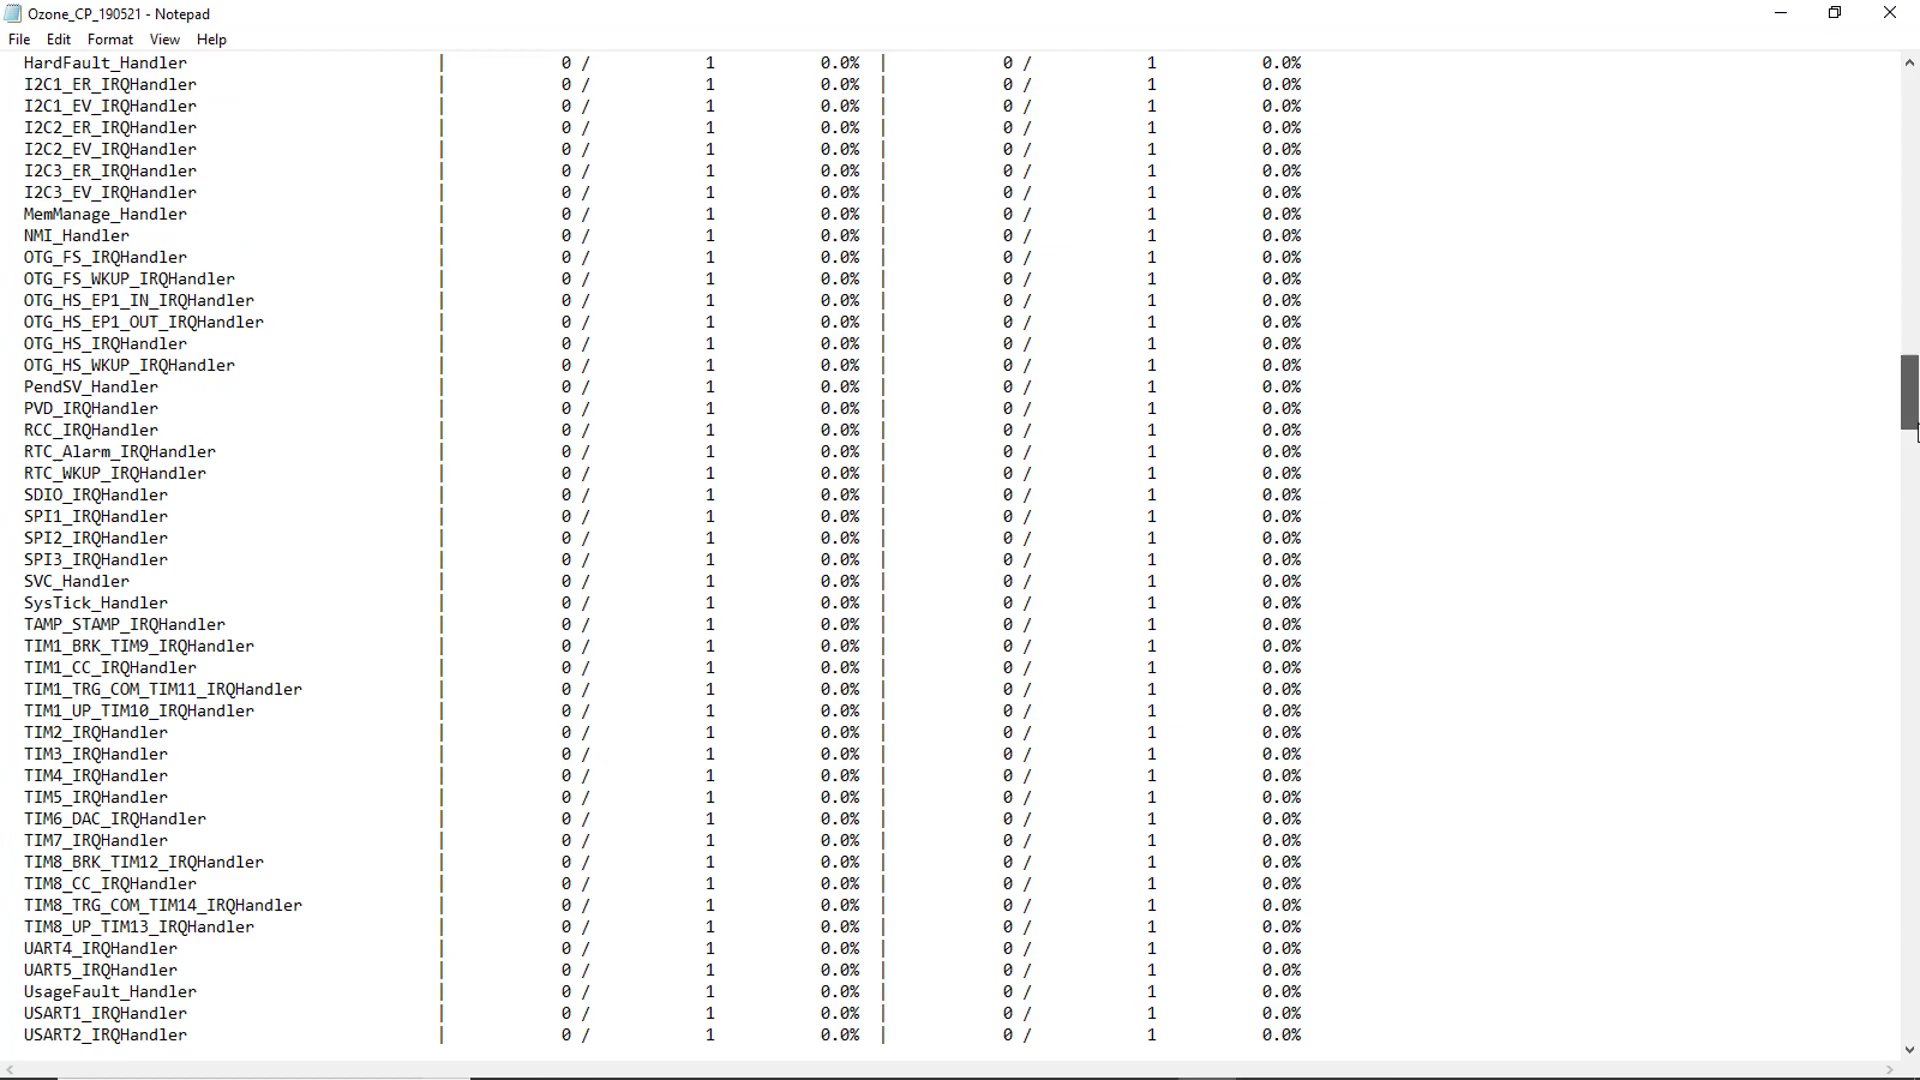 Ozone_CP_190521 - Notepad
File Edit Format View Help
HardFault_Handler | 0 / 1 0.0% | 0 / 1 0.0%
I2C1_ER_IRQHandler | 0 / 1 0.0% | 0 / 1 0.0%
I2C1_EV_IRQHandler | 0 / 1 0.0% | 0 / 1 0.0%
I2C2_ER_IRQHandler | 0 / 1 0.0% | 0 / 1 0.0%
I2C2_EV_IRQHandler | 0 / 1 0.0% | 0 / 1 0.0%
I2C3_ER_IRQHandler | 0 / 1 0.0% | 0 / 1 0.0%
I2C3_EV_IRQHandler | 0 / 1 0.0% | 0 / 1 0.0%
MemManage_Handler | 0 / 1 0.0% | 0 / 1 0.0%
NMI_Handler | 0 / 1 0.0% | 0 / 1 0.0%
OTG_FS_IRQHandler | 0 / 1 0.0% | 0 / 1 0.0%
OTG_FS_WKUP_IRQHandler | 0 / 1 0.0% | 0 / 1 0.0%
OTG_HS_EP1_IN_IRQHandler | 0 / 1 0.0% | 0 / 1 0.0%
OTG_HS_EP1_OUT_IRQHandler | 0 / 1 0.0% | 0 / 1 0.0%
OTG_HS_IRQHandler | 0 / 1 0.0% | 0 / 1 0.0%
OTG_HS_WKUP_IRQHandler | 0 / 1 0.0% | 0 / 1 0.0%
PendSV_Handler | 0 / 1 0.0% | 0 / 1 0.0%
PVD_IRQHandler | 0 / 1 0.0% | 0 / 1 0.0%
RCC_IRQHandler | 0 / 1 0.0% | 0 / 1 0.0%
RTC_Alarm_IRQHandler | 0 / 1 0.0% | 0 / 1 0.0%
RTC_WKUP_IRQHandler | 0 / 1 0.0% | 0 / 1 0.0%
SDIO_IRQHandler | 0 / 1 0.0% | 0 / 1 0.0%
SPI1_IRQHandler | 0 / 1 0.0% | 0 / 1 0.0%
SPI2_IRQHandler | 0 / 1 0.0% | 0 / 1 0.0%
SPI3_IRQHandler | 0 / 1 0.0% | 0 / 1 0.0%
SVC_Handler | 0 / 1 0.0% | 0 / 1 0.0%
SysTick_Handler | 0 / 1 0.0% | 0 / 1 0.0%
TAMP_STAMP_IRQHandler | 0 / 1 0.0% | 0 / 1 0.0%
TIM1_BRK_TIM9_IRQHandler | 0 / 1 0.0% | 0 / 1 0.0%
TIM1_CC_IRQHandler | 0 / 1 0.0% | 0 / 1 0.0%
TIM1_TRG_COM_TIM11_IRQHandler | 0 / 1 0.0% | 0 / 1 0.0%
TIM1_UP_TIM10_IRQHandler | 0 / 1 0.0% | 0 / 1 0.0%
TIM2_IRQHandler | 0 / 1 0.0% | 0 / 1 0.0%
TIM3_IRQHandler | 0 / 1 0.0% | 0 / 1 0.0%
TIM4_IRQHandler | 0 / 1 0.0% | 0 / 1 0.0%
TIM5_IRQHandler | 0 / 1 0.0% | 0 / 1 0.0%
TIM6_DAC_IRQHandler | 0 / 1 0.0% | 0 / 1 0.0%
TIM7_IRQHandler | 0 / 1 0.0% | 0 / 1 0.0%
TIM8_BRK_TIM12_IRQHandler | 0 / 1 0.0% | 0 / 1 0.0%
TIM8_CC_IRQHandler | 0 / 1 0.0% | 0 / 1 0.0%
TIM8_TRG_COM_TIM14_IRQHandler | 0 / 1 0.0% | 0 / 1 0.0%
TIM8_UP_TIM13_IRQHandler | 0 / 1 0.0% | 0 / 1 0.0%
UART4_IRQHandler | 0 / 1 0.0% | 0 / 1 0.0%
UART5_IRQHandler | 0 / 1 0.0% | 0 / 1 0.0%
UsageFault_Handler | 0 / 1 0.0% | 0 / 1 0.0%
USART1_IRQHandler | 0 / 1 0.0% | 0 / 1 0.0%
USART2_IRQHandler | 0 / 1 0.0% | 0 / 1 0.0%